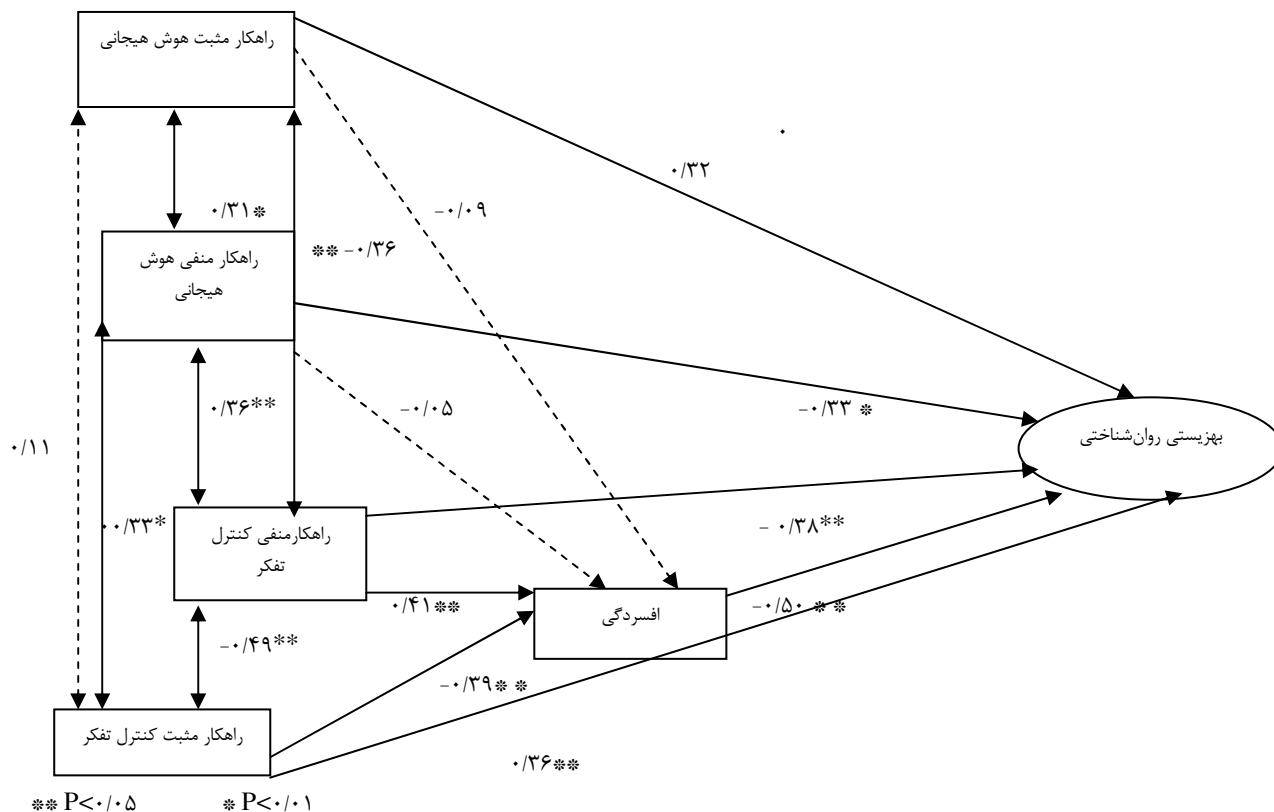 راهکار مثبت هوش هیجانی
۰/۳۲
-۰/۰۹
۰/۳۱*
** -۰/۳۶
راهکار منفی هوش
هیجانی
-۰/۳۳ *
-۰/۰۵
۰/۳۶**
بهزیستی روان‌شناختی
۰/۱۱
۰۰/۳۳*
راهکارمنفی کنترل
تفکر
- ۰/۳۸**
۰/۴۱**
افسردگی
-۰/۵۰ **
-۰/۴۹**
-۰/۳۹**
راهکار مثبت کنترل تفکر
۰/۳۶**
** P<۰/۰۵
* P<۰/۰۱